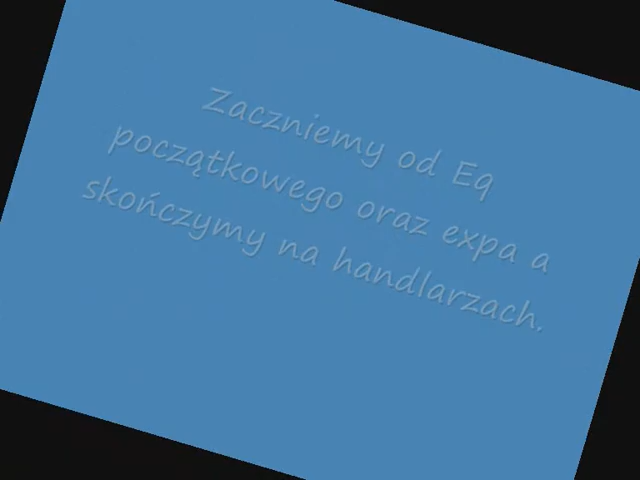 Zaczniemy od Eq
początkowego oraz expa a
skończymy na handlarzach.